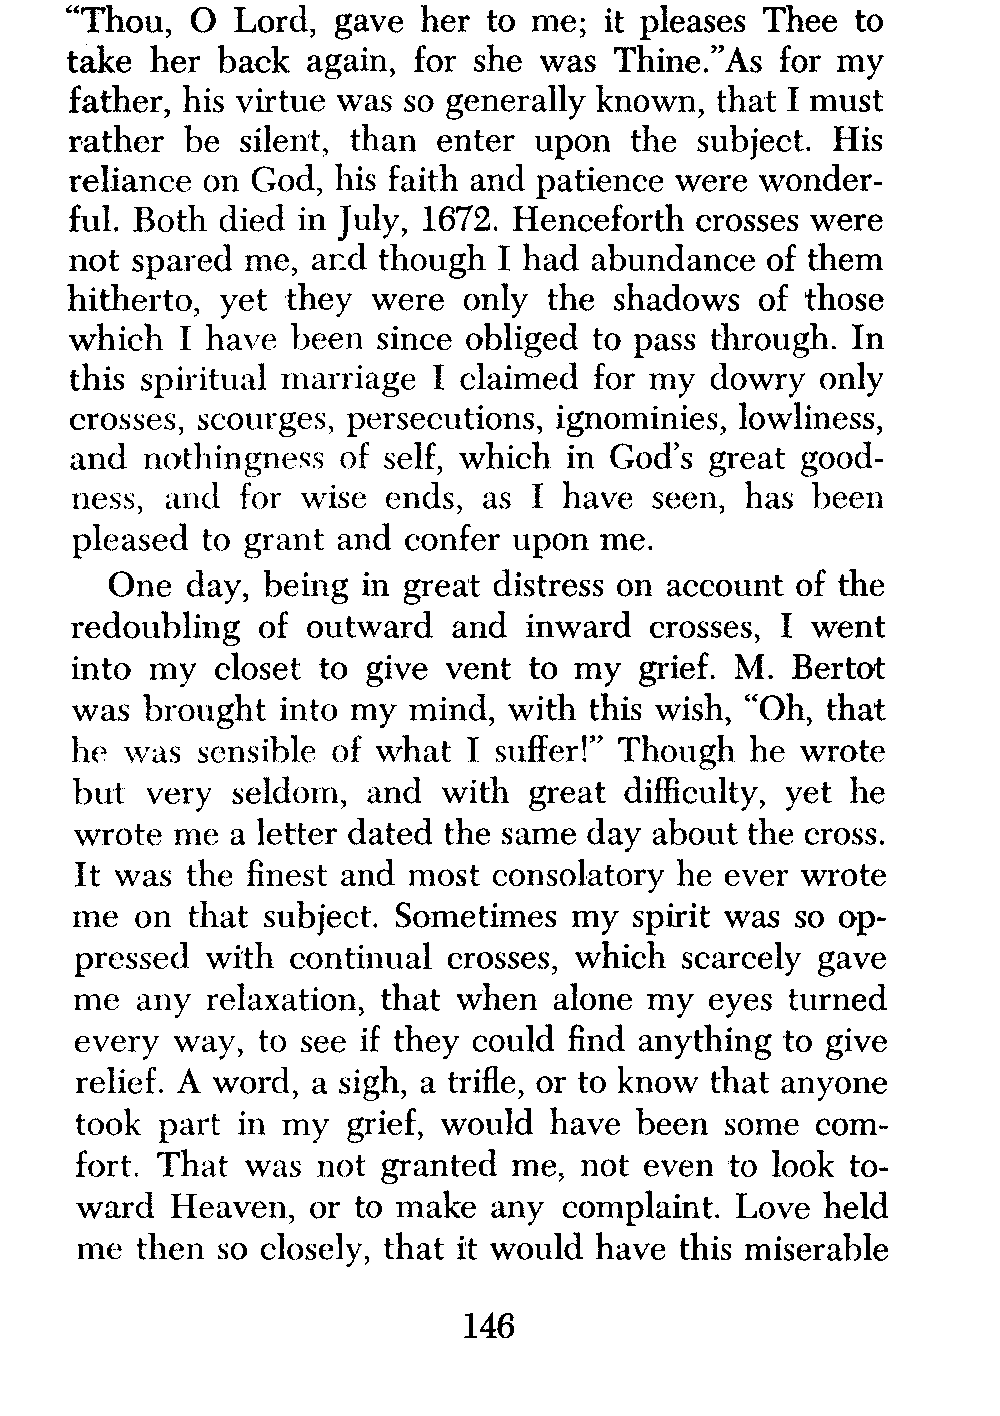 “Thou, O Lord, gave her to me; it pleases Thee to
take her back again, for she was Thine.”As for my
father, his virtue was so generally known, that I must
rather be silent, than enter upon the subject. His
reliance on God, his faith and patience were wonder-
ful. Both died in July, 1672. Henceforth crosses were
not spared me, and though I had abundance of them
hitherto, yet they were only the shadows of those
which I have been since obliged to pass through. In
this spiritual marriage I claimed for my dowry only
crosses, scourges, persecutions, ignominies, lowliness,
and nothingness of self, which in God’s great good-
ness, and for wise ends, as I have seen, has been
pleased to grant and confer upon me.
One day, being in great distress on account of the
redoubling of outward and inward crosses, I went
into my closet to give vent to my grief. M. Bertot
was brought into my mind, with this wish, “Oh, that
he was sensible of what I suffer!” Though he wrote
but very seldom, and with great difficulty, yet he
wrote me a letter dated the same day about the cross.
It was the finest and most consolatory he ever wrote
me on that subject. Sometimes my spirit was so op-
pressed with continual crosses, which scarcely gave
me any relaxation, that when alone my eyes turned
every way, to see if they could find anything to give
relief. A word, a sigh, a trifle, or to know that anyone
took part in my grief, would have been some com-
fort. That was not granted me, not even to look to-
ward Heaven, or to make any complaint. Love held
me then so closely, that it would have this miserable
146